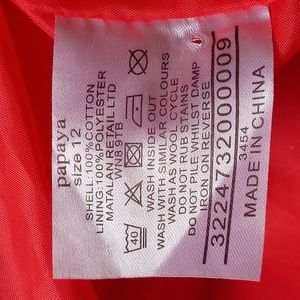 papaya
size 12
SHELL:100%COTTON
LINING:100%POLYESTER
MATALAN RETAIL LTD
WN8 9TB
40
WASH INSIDE OUT
WASH WITH SIMILAR COLOURS
WASH AS WOOL CYCLE
DO NOT RUB STAINS
DO NOT PILE WHILST DAMP
IRON ON REVERSE
3224732000009
3454
MADE IN CHINA